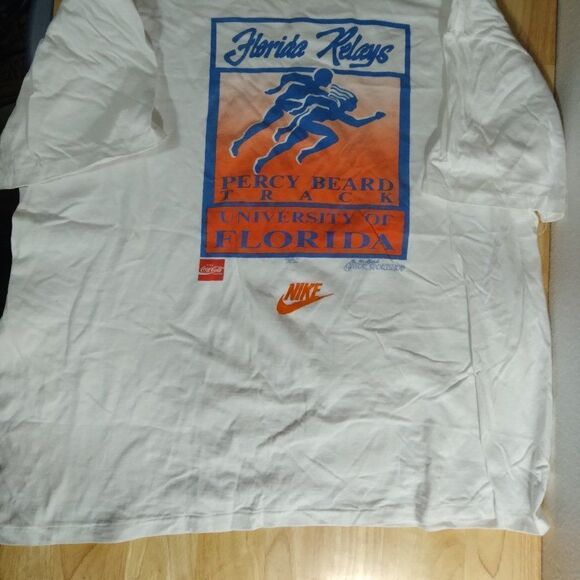 Florida Relays
PERCY BEARD
TRACK
UNIVERSITY OF
FLORIDA
Coca-Cola
NIKE